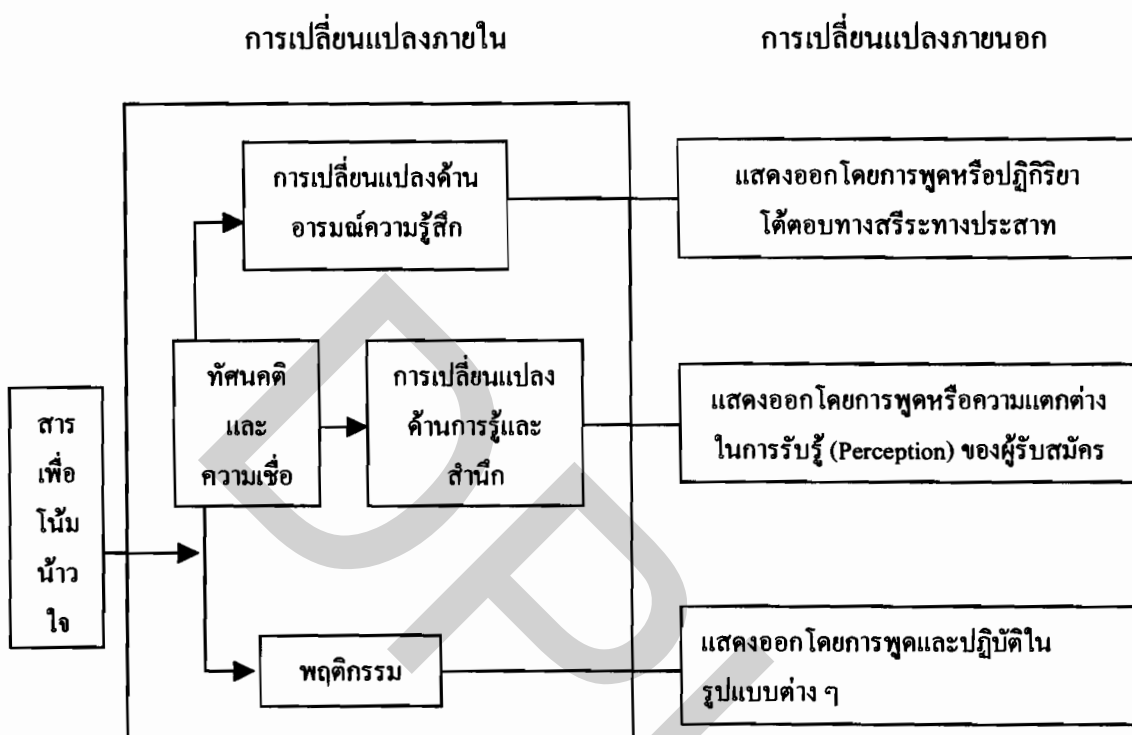 การเปลี่ยนแปลงภายใน
การเปลี่ยนแปลงภายนอก
การเปลี่ยนแปลงด้าน
อารมณ์ความรู้สึก
แสดงออกโดยการพูดหรือปฏิกิริยา
โต้ตอบทางสรีระทางประสาท
สาร
เพื่อ
โน้ม
น้าว
ใจ
ทัศนคติ
และ
ความเชื่อ
การเปลี่ยนแปลง
ด้านการรู้และ
สำนึก
แสดงออกโดยการพูดหรือความแตกต่าง
ในการรับรู้ (Perception) ของผู้รับสมัคร
พฤติกรรม
แสดงออกโดยการพูดและปฏิบัติใน
รูปแบบต่าง ๆ